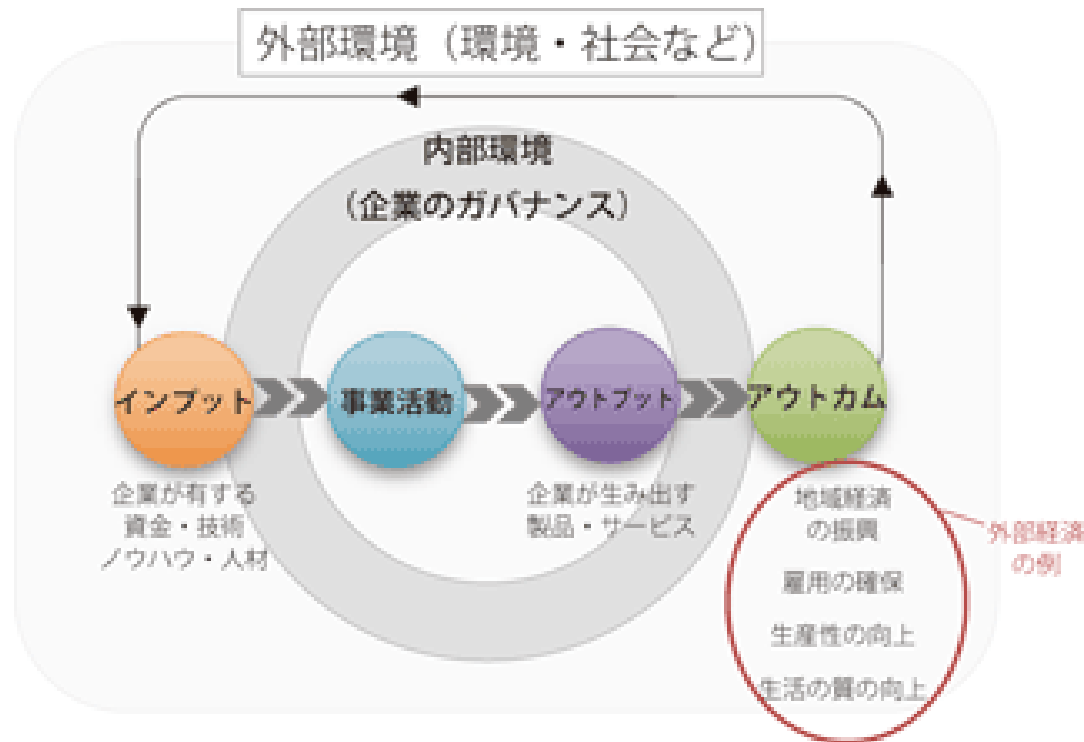 外部環境（環境・社会など）
内部環境
（企業のガバナンス）
インプット
事業活動
アウトプット
アウトカム
企業が有する
資金・技術
ノウハウ・人材
企業が生み出す
製品・サービス
地域経済
の振興
雇用の確保
生産性の向上
生活の質の向上
外部経済
の例